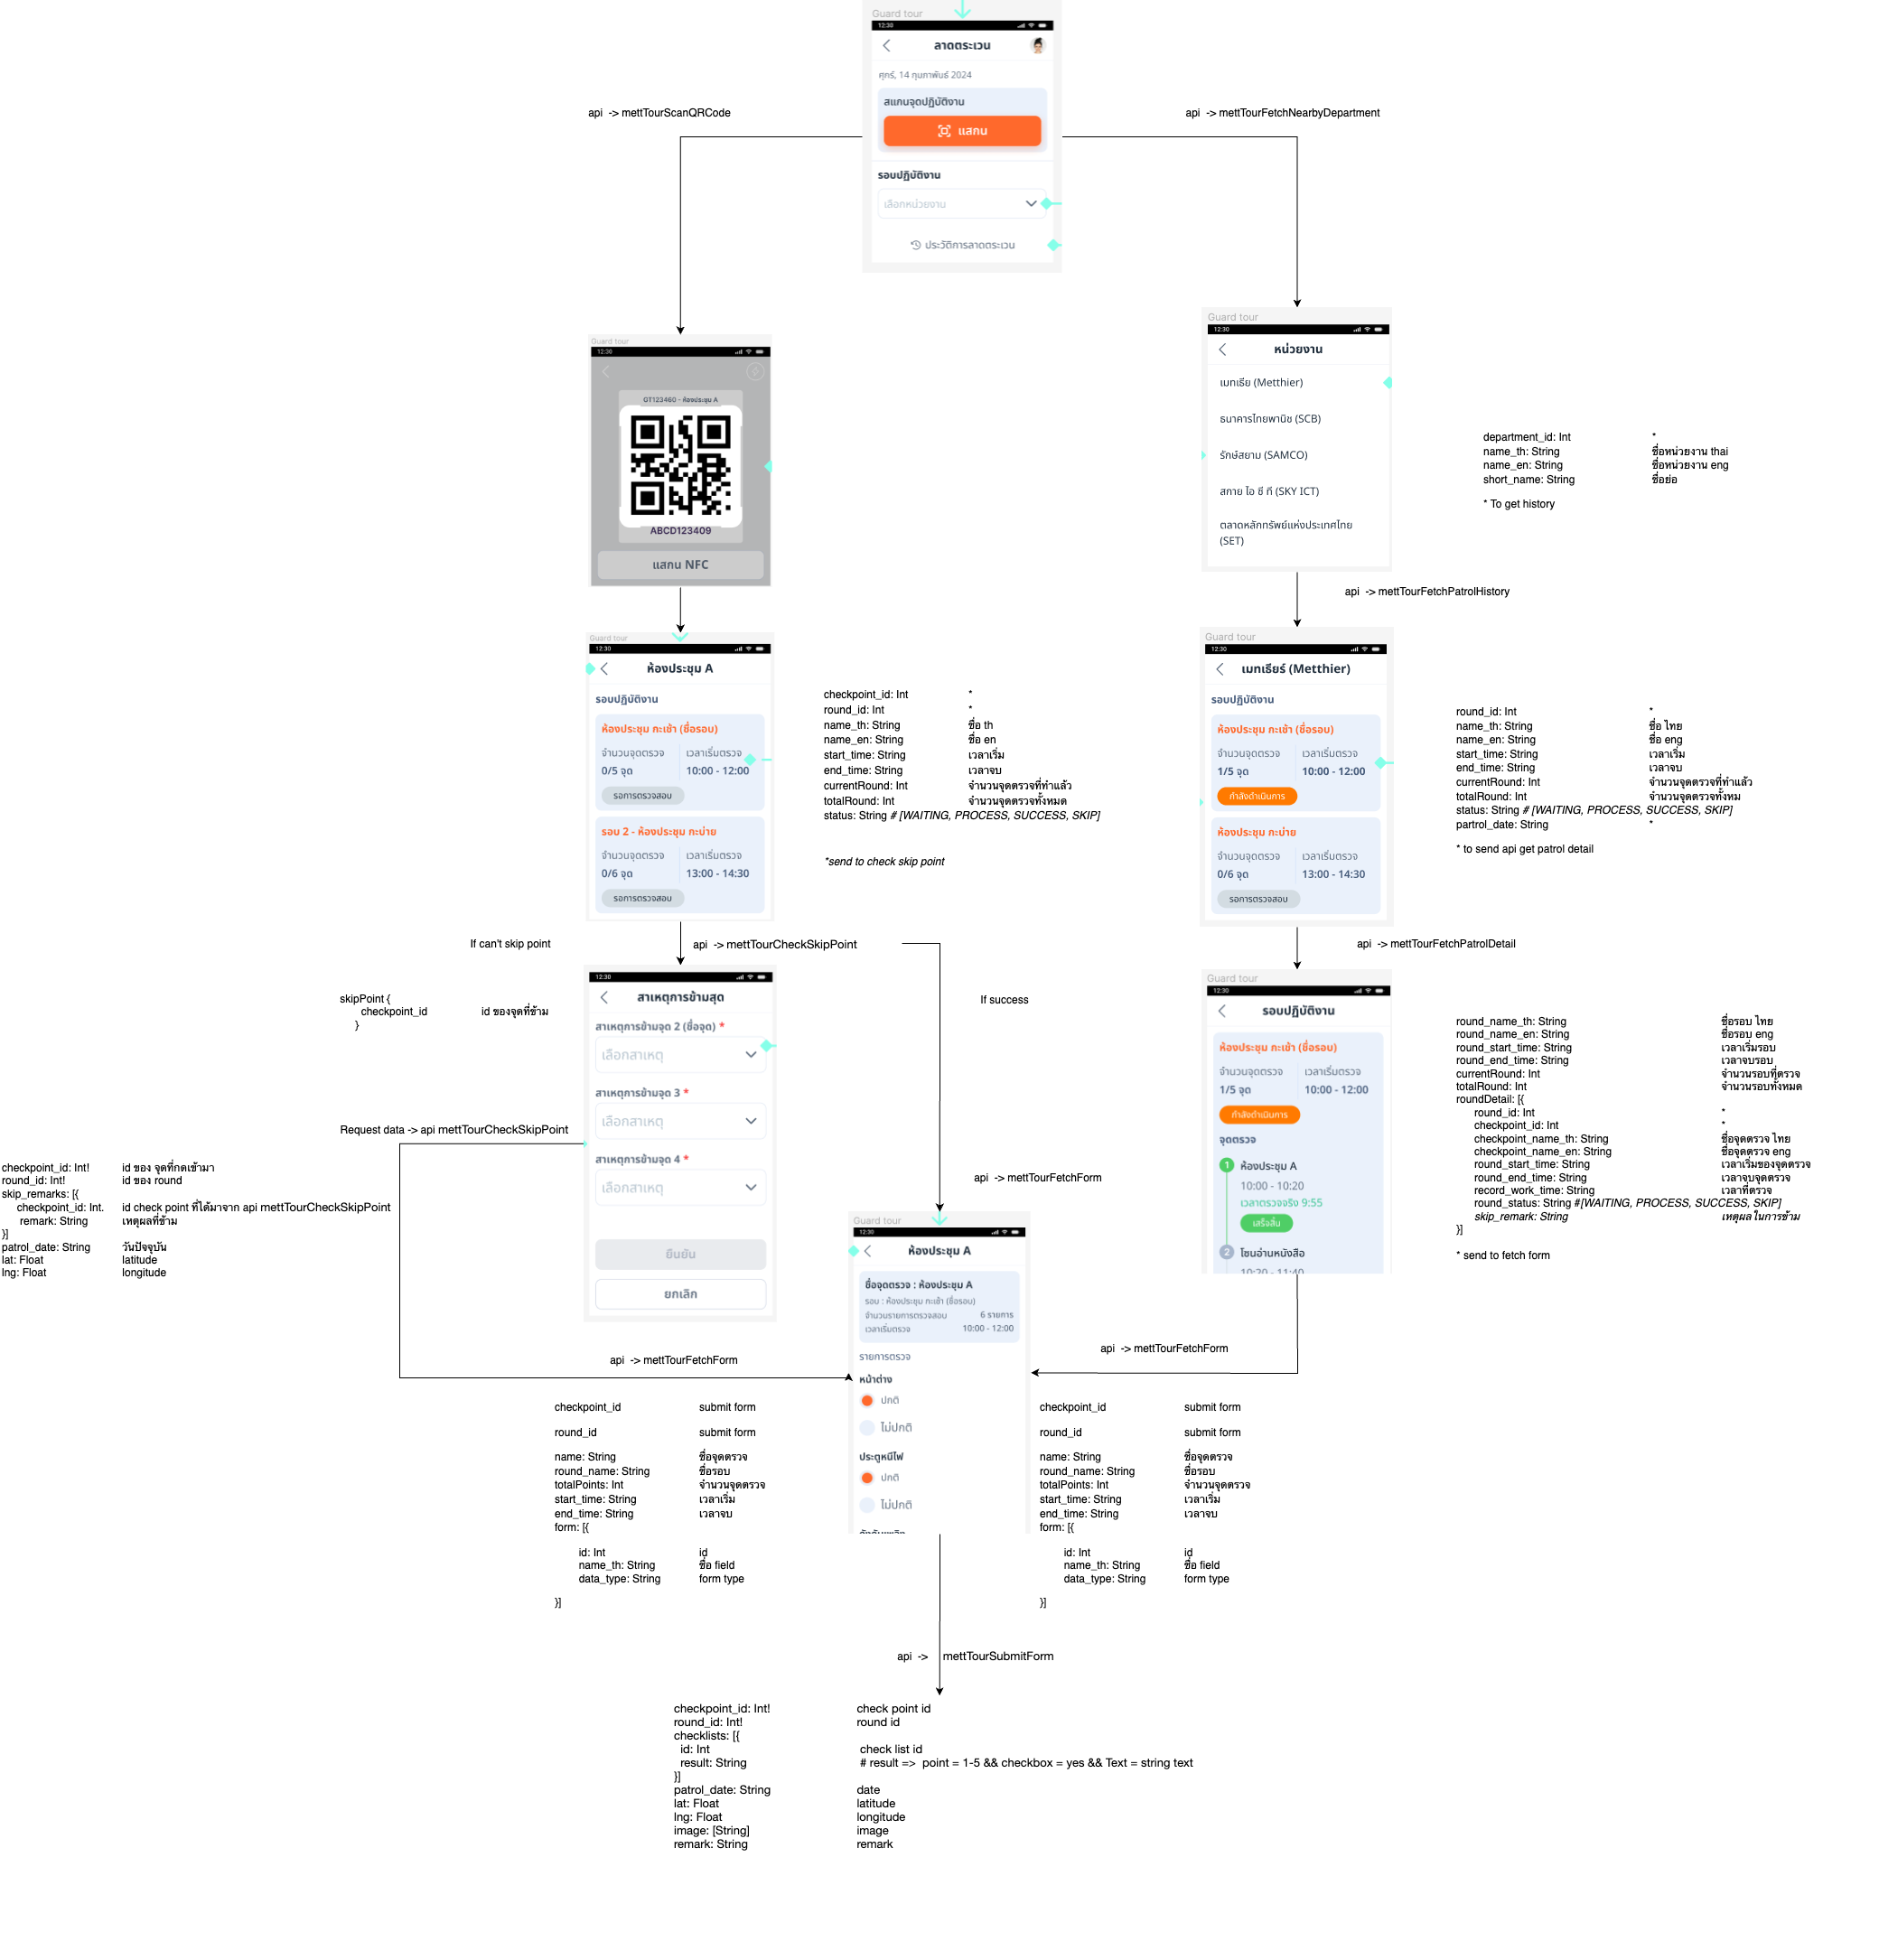 Guard tour
12:30
ลาดตระเวน
ศุกร์, 14 กุมภาพันธ์ 2024
สแกนจุดปฏิบัติงาน
แสกน
รอบปฏิบัติงาน
เลือกหน่วยงาน
ประวัติการลาดตระเวน
api -> mettTourScanQRCode
api -> mettTourFetchNearbyDepartment
Guard tour
12:30
GT123460 - ห้องประชุม A
ABCD123409
แสกน NFC
Guard tour
12:30
หน่วยงาน
เมทเธีย (Metthier)
ธนาคารไทยพานิช (SCB)
รักษ์สยาม (SAMCO)
สกาย ไอ ซี ที (SKY ICT)
ตลาดหลักทรัพย์แห่งประเทศไทย
(SET)
department_id: Int *
name_th: String ชื่อหน่วยงาน thai
name_en: String ชื่อหน่วยงาน eng
short_name: String ชื่อย่อ
* To get history
api -> mettTourFetchPatrolHistory
Guard tour
12:30
ห้องประชุม A
รอบปฏิบัติงาน
ห้องประชุม กะเช้า (ชื่อรอบ)
จำนวนจุดตรวจ เวลาเริ่มตรวจ
0/5 จุด 10:00 - 12:00
รอการตรวจสอบ
รอบ 2 - ห้องประชุม กะบ่าย
จำนวนจุดตรวจ เวลาเริ่มตรวจ
0/6 จุด 13:00 - 14:30
รอการตรวจสอบ
checkpoint_id: Int *
round_id: Int *
name_th: String ชื่อ th
name_en: String ชื่อ en
start_time: String เวลาเริ่ม
end_time: String เวลาจบ
currentRound: Int จำนวนจุดตรวจที่ทำแล้ว
totalRound: Int จำนวนจุดตรวจทั้งหมด
status: String # [WAITING, PROCESS, SUCCESS, SKIP]
*send to check skip point
Guard tour
12:30
เมทเธียร์ (Metthier)
รอบปฏิบัติงาน
ห้องประชุม กะเช้า (ชื่อรอบ)
จำนวนจุดตรวจ เวลาเริ่มตรวจ
1/5 จุด 10:00 - 12:00
กำลังดำเนินการ
ห้องประชุม กะบ่าย
จำนวนจุดตรวจ เวลาเริ่มตรวจ
0/6 จุด 13:00 - 14:30
รอการตรวจสอบ
round_id: Int *
name_th: String ชื่อ ไทย
name_en: String ชื่อ eng
start_time: String เวลาเริ่ม
end_time: String เวลาจบ
currentRound: Int จำนวนจุดตรวจที่ทำแล้ว
totalRound: Int จำนวนจุดตรวจทั้งหม
status: String # [WAITING, PROCESS, SUCCESS, SKIP]
partrol_date: String *
* to send api get patrol detail
If can't skip point
api -> mettTourCheckSkipPoint
api -> mettTourFetchPatrolDetail
If success
skipPoint {
checkpoint_id id ของจุดที่ข้าม
}
12:30
สาเหตุการข้ามสุด
สาเหตุการข้ามจุด 2 (ชื่อจุด) *
เลือกสาเหตุ
สาเหตุการข้ามจุด 3 *
เลือกสาเหตุ
สาเหตุการข้ามจุด 4 *
เลือกสาเหตุ
ยืนยัน
ยกเลิก
Request data -> api mettTourCheckSkipPoint
checkpoint_id: Int! id ของ จุดที่กดเข้ามา
round_id: Int! id ของ round
skip_remarks: [{
checkpoint_id: Int. id check point ที่ได้มาจาก api mettTourCheckSkipPoint
remark: String เหตุผลที่ข้าม
}]
patrol_date: String วันปัจจุบัน
lat: Float latitude
lng: Float longitude
Guard tour
12:30
รอบปฏิบัติงาน
ห้องประชุม กะเช้า (ชื่อรอบ)
จำนวนจุดตรวจ เวลาเริ่มตรวจ
1/5 จุด 10:00 - 12:00
กำลังดำเนินการ
จุดตรวจ
1 ห้องประชุม A
10:00 - 10:20
เวลาตรวจจริง 9:55
เสร็จสิ้น
2 โซนอ่านหนังสือ
10:20 - 11:40
round_name_th: String ชื่อรอบ ไทย
round_name_en: String ชื่อรอบ eng
round_start_time: String เวลาเริ่มรอบ
round_end_time: String เวลาจบรอบ
currentRound: Int จำนวนรอบที่ตรวจ
totalRound: Int จำนวนรอบทั้งหมด
roundDetail: [{
round_id: Int *
checkpoint_id: Int *
checkpoint_name_th: String ชื่อจุดตรวจ ไทย
checkpoint_name_en: String ชื่อจุดตรวจ eng
round_start_time: String เวลาเริ่มของจุดตรวจ
round_end_time: String เวลาจบจุดตรวจ
record_work_time: String เวลาที่ตรวจ
round_status: String #[WAITING, PROCESS, SUCCESS, SKIP]
skip_remark: String เหตุผลในการข้าม
}]
* send to fetch form
api -> mettTourFetchForm
Guard tour
12:30
ห้องประชุม A
ชื่อจุดตรวจ : ห้องประชุม A
รอบ : ห้องประชุม กะเช้า (ชื่อรอบ)
จำนวนรายการตรวจสอบ 6 รายการ
เวลาเริ่มตรวจ 10:00 - 12:00
รายการตรวจ
หน้าต่าง
ปกติ
ไม่ปกติ
ประตูหนีไฟ
ปกติ
ไม่ปกติ
api -> mettTourFetchForm
api -> mettTourFetchForm
checkpoint_id submit form
round_id submit form
name: String ชื่อจุดตรวจ
round_name: String ชื่อรอบ
totalPoints: Int จำนวนจุดตรวจ
start_time: String เวลาเริ่ม
end_time: String เวลาจบ
form: [{
id: Int id
name_th: String ชื่อ field
data_type: String form type
}]
checkpoint_id submit form
round_id submit form
name: String ชื่อจุดตรวจ
round_name: String ชื่อรอบ
totalPoints: Int จำนวนจุดตรวจ
start_time: String เวลาเริ่ม
end_time: String เวลาจบ
form: [{
id: Int id
name_th: String ชื่อ field
data_type: String form type
}]
api -> mettTourSubmitForm
checkpoint_id: Int! check point id
round_id: Int! round id
checklists: [{
id: Int check list id
result: String # result => point = 1-5 && checkbox = yes && Text = string text
}]
patrol_date: String date
lat: Float latitude
lng: Float longitude
image: [String] image
remark: String remark